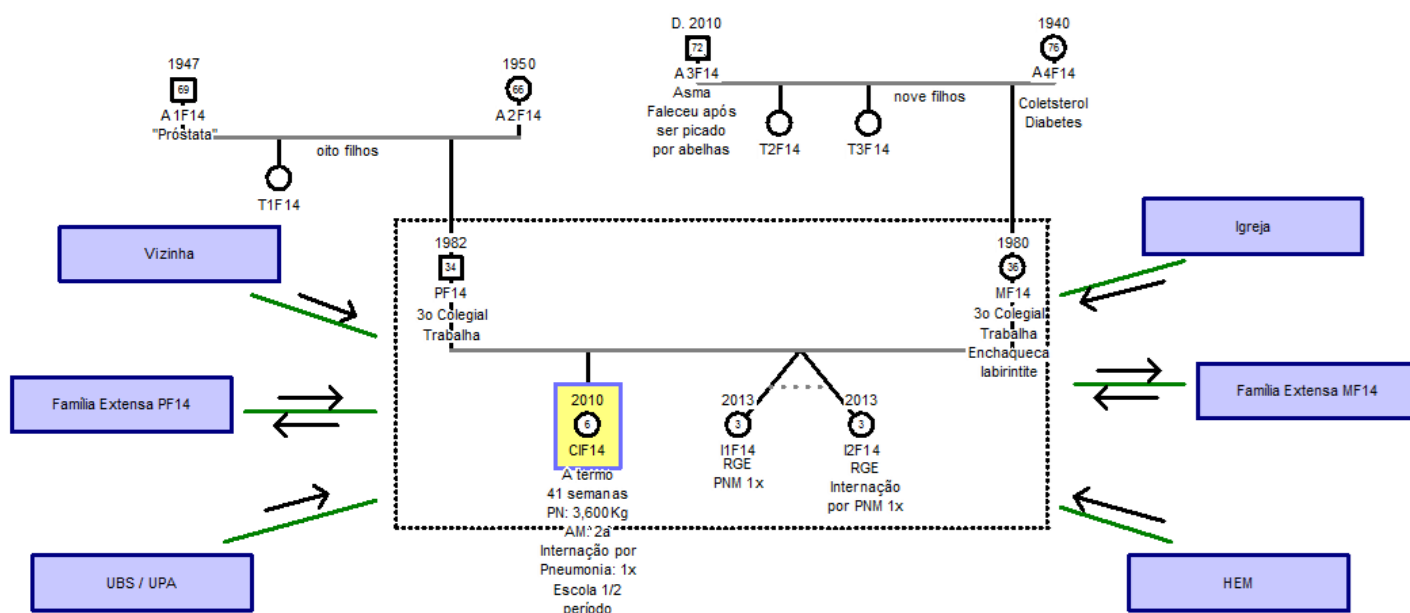 D. 2010
72
A3F14
Asma
Faleceu após
ser picado
por abelhas
1940
76
A4F14
Coletsterol
Diabetes
nove filhos
T2F14
T3F14
1947
69
A1F14
"Próstata"
1950
66
A2F14
oito filhos
T1F14
Vizinha
Igreja
1982
34
PF14
3o Colegial
Trabalha
1980
36
MF14
3o Colegial
Trabalha
Enchaqueca
labirintite
Família Extensa PF14
Família Extensa MF14
2010
6
CIF14
A termo
41 semanas
PN: 3,600Kg
AM: 2a
Internação por
Pneumonia: 1x
Escola 1/2
período
2013
3
I1F14
RGE
PNM 1x
2013
3
I2F14
RGE
Internação
por PNM 1x
UBS / UPA
HEM